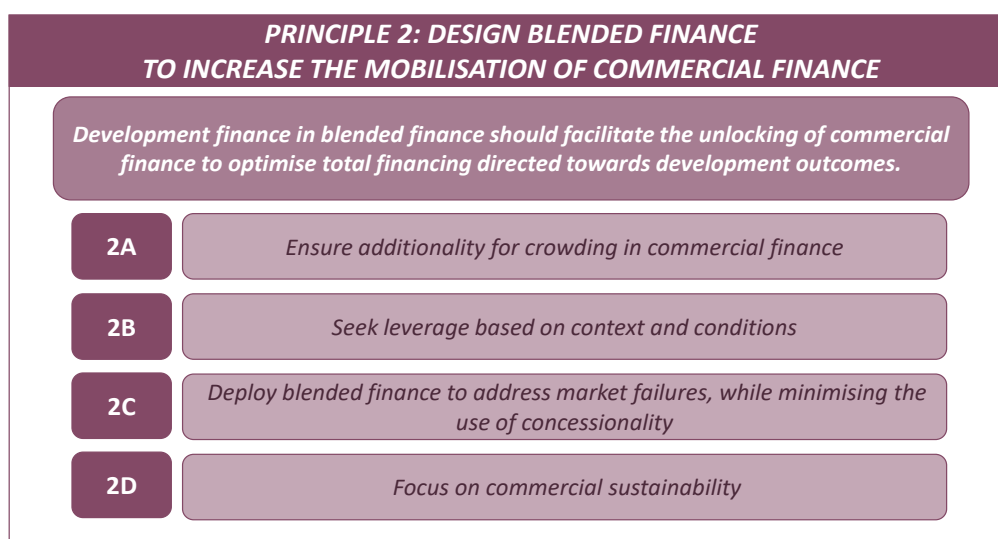 PRINCIPLE 2: DESIGN BLENDED FINANCE
TO INCREASE THE MOBILISATION OF COMMERCIAL FINANCE
Development finance in blended finance should facilitate the unlocking of commercial
finance to optimise total financing directed towards development outcomes.
2A
Ensure additionality for crowding in commercial finance
2B
Seek leverage based on context and conditions
2C
Deploy blended finance to address market failures, while minimising the
use of concessionality
2D
Focus on commercial sustainability